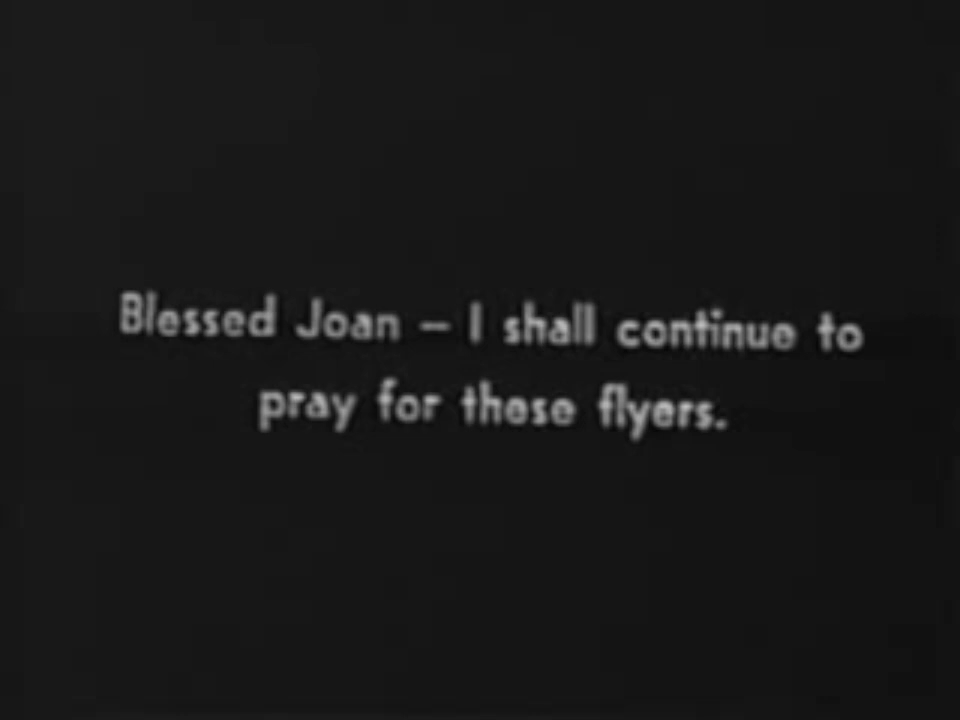 Blessed Joan – I shall continue to
pray for these flyers.